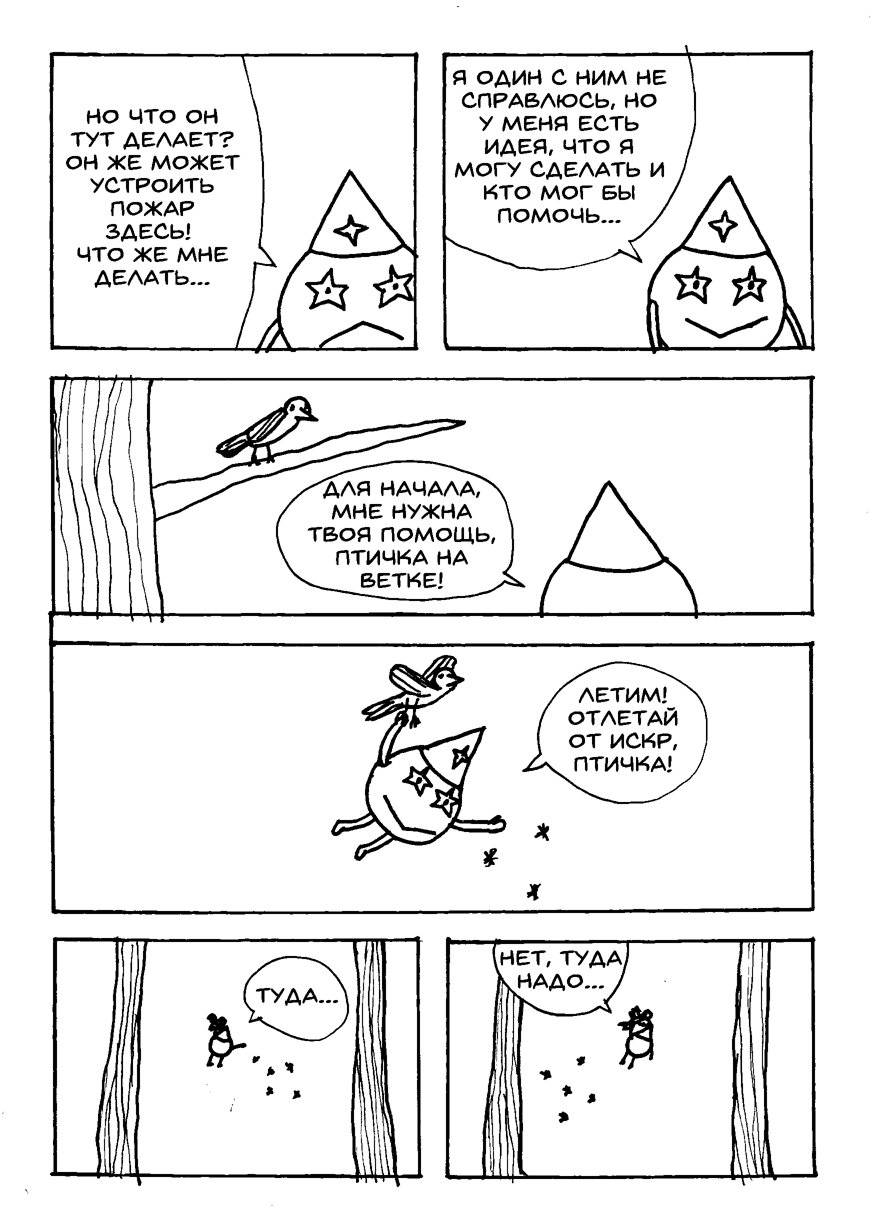 НО ЧТО ОН
ТУТ ДЕЛАЕТ?
ОН ЖЕ МОЖЕТ
УСТРОИТЬ
ПОЖАР
ЗДЕСЬ!
ЧТО ЖЕ МНЕ
ДЕЛАТЬ...
Я ОДИН С НИМ НЕ
СПРАВЛЮСЬ, НО
У МЕНЯ ЕСТЬ
ИДЕЯ, ЧТО Я
МОГУ СДЕЛАТЬ И
КТО МОГ БЫ
ПОМОЧЬ...
ДЛЯ НАЧАЛА,
МНЕ НУЖНА
ТВОЯ ПОМОЩЬ,
ПТИЧКА НА
ВЕТКЕ!
ЛЕТИМ!
ОТЛЕТАЙ
ОТ ИСКР,
ПТИЧКА!
ТУДА...
НЕТ, ТУДА
НАДО...